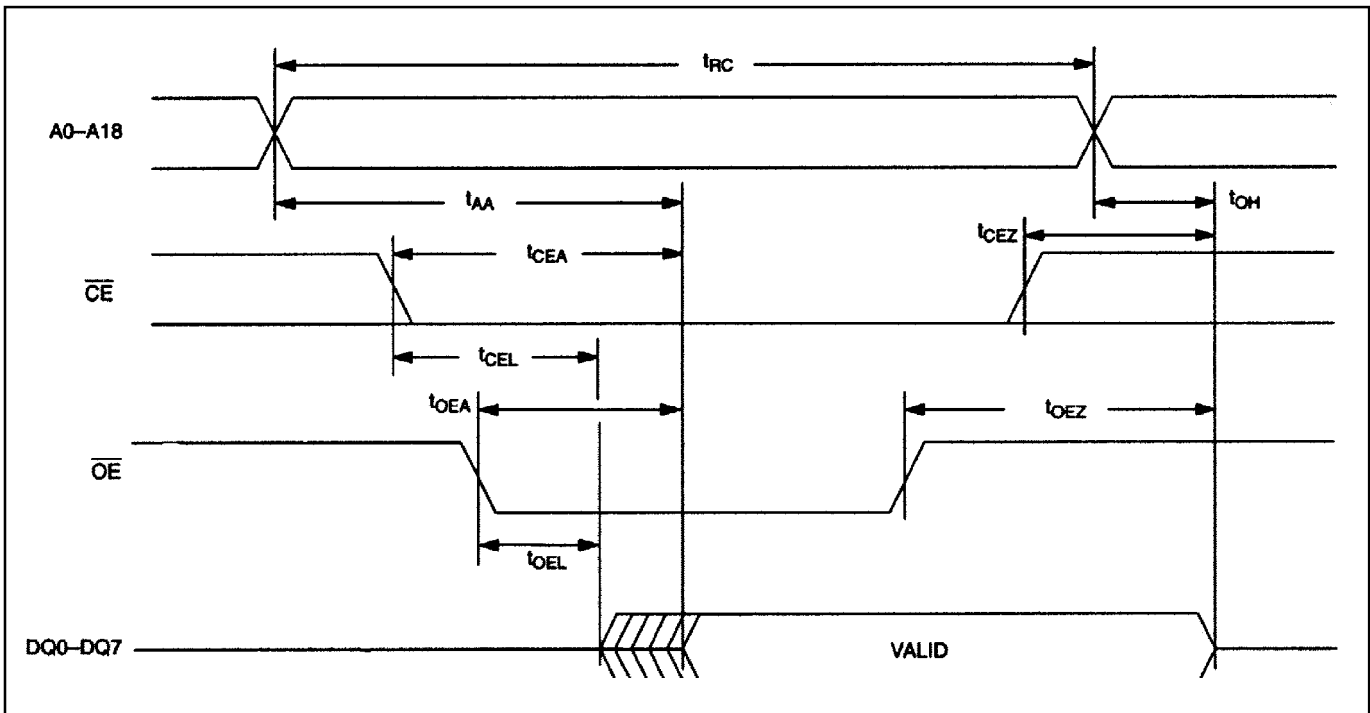 tRC
A0–A18
tAA
tOH
tCEZ
tCEA
CE
tCEL
tOEA
tOEZ
OE
tOEL
DQ0–DQ7
VALID